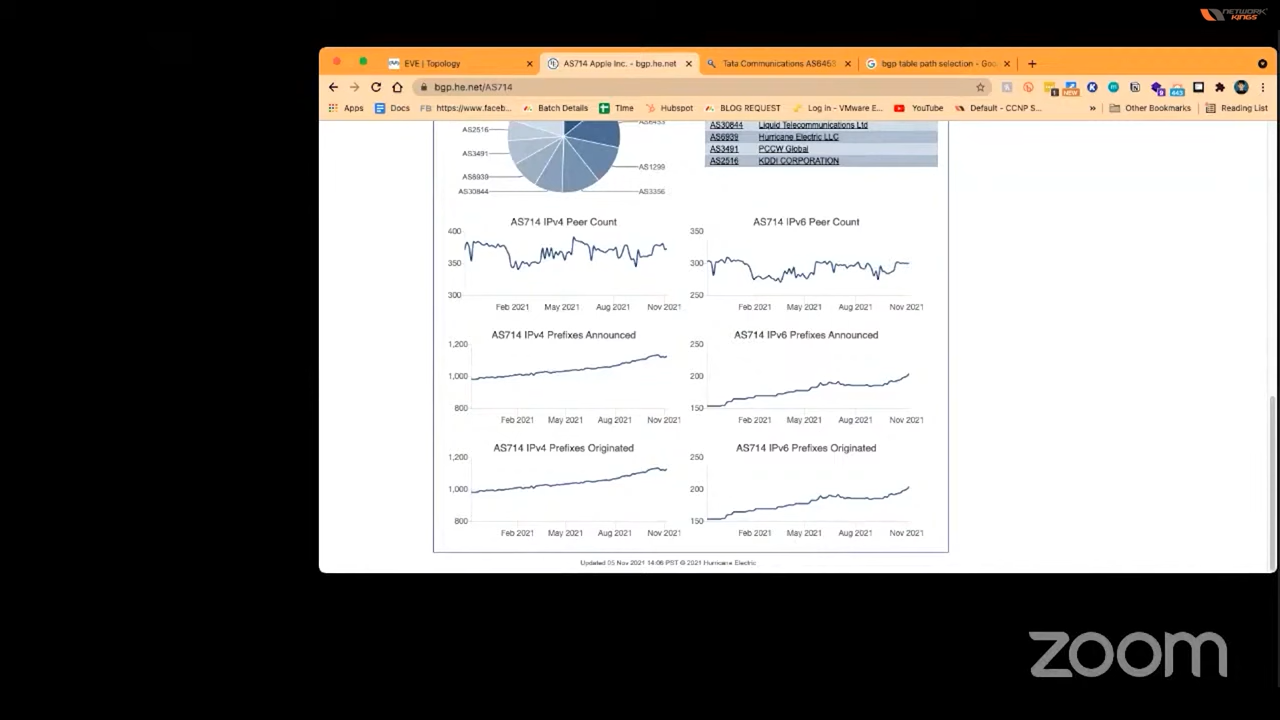 NETWORK
KINGS
EVE | Topology
AS714 Apple Inc. - bgp.he.net
Tata Communications AS6453
bgp table path selection - Goo
bgp.he.net/AS714
Apps
Docs
FB https://www.faceb...
Batch Details
Time
Hubspot
BLOG REQUEST
Log In - VMware E...
YouTube
Default - CCNP S...
»
Other Bookmarks
Reading List
1
NEW
443
AS6453
AS2516
AS3491
AS6939
AS30844
AS1299
AS3356
AS30844 Liquid Telecommunications Ltd
AS6939 Hurricane Electric LLC
AS3491 PCCW Global
AS2516 KDDI CORPORATION
AS714 IPv4 Peer Count
400
350
300
Feb 2021 May 2021 Aug 2021 Nov 2021
AS714 IPv6 Peer Count
350
300
250
Feb 2021 May 2021 Aug 2021 Nov 2021
AS714 IPv4 Prefixes Announced
1,200
1,000
800
Feb 2021 May 2021 Aug 2021 Nov 2021
AS714 IPv6 Prefixes Announced
250
200
150
Feb 2021 May 2021 Aug 2021 Nov 2021
AS714 IPv4 Prefixes Originated
1,200
1,000
800
Feb 2021 May 2021 Aug 2021 Nov 2021
AS714 IPv6 Prefixes Originated
250
200
150
Feb 2021 May 2021 Aug 2021 Nov 2021
Updated 05 Nov 2021 14:06 PST © 2021 Hurricane Electric
zoom